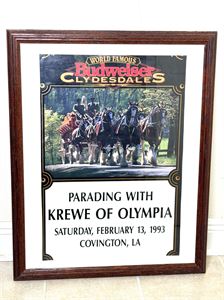 WORLD FAMOUS
Budweiser
CLYDESDALES
PARADING WITH
KREWE OF OLYMPIA
SATURDAY, FEBRUARY 13, 1993
COVINGTON, LA